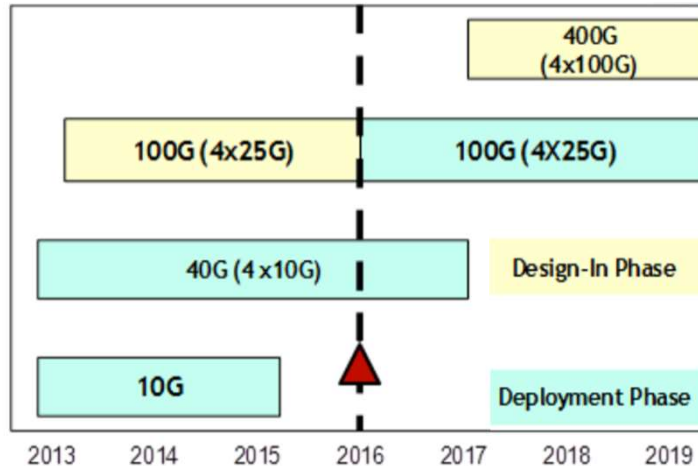 400G
(4x100G)
100G (4x25G)
100G (4X25G)
40G (4 x10G)
Design-In Phase
10G
Deployment Phase
2013 2014 2015 2016 2017 2018 2019